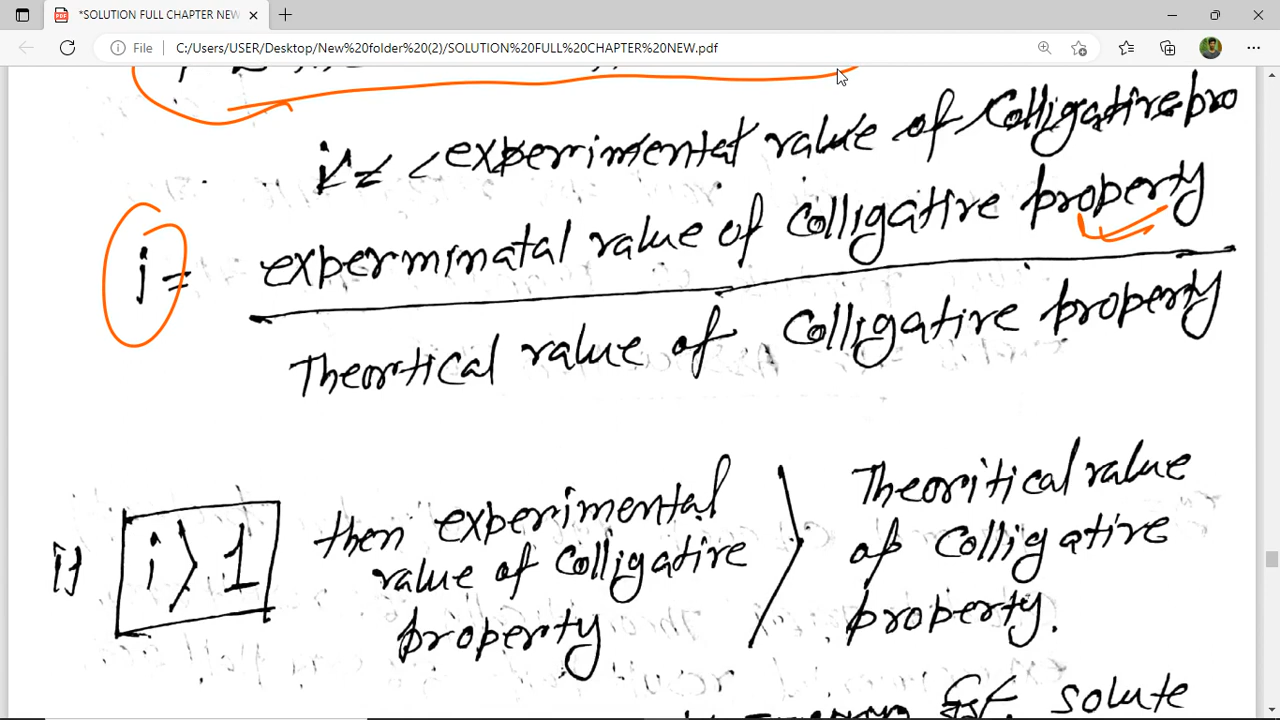 *SOLUTION FULL CHAPTER NEW
File C:/Users/USER/Desktop/New%20folder%20(2)/SOLUTION%20FULL%20CHAPTER%20NEW.pdf
i = < experimental value of Colligative pro
i = experminatal value of Colligative property
Theortical value of Colligative property
if i > 1 then experimental value of Colligative property > Theoritical value of Colligative property.
solute